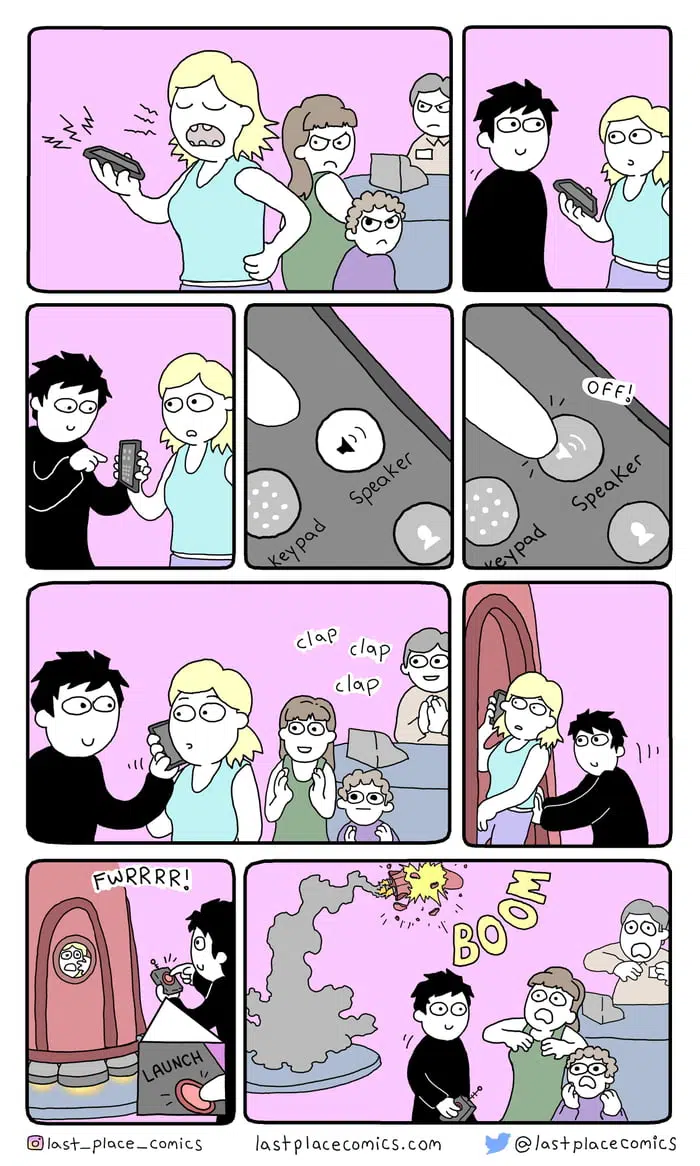 Speaker
Keypad
OFF!
Speaker
Keypad
clap
clap
clap
FWRRRR!
LAUNCH
BOOM
last_place_comics
lastplacecomics.com
@lastplacecomics